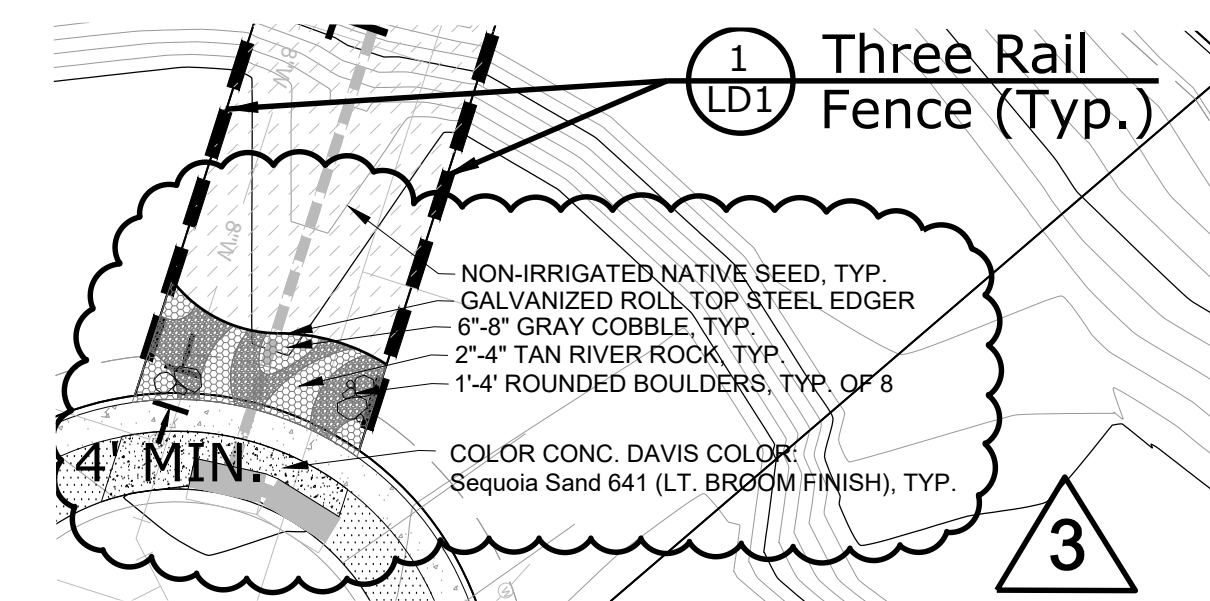 1
LD1
Three Rail
Fence (Typ.)
8"W
8"W
NON-IRRIGATED NATIVE SEED, TYP.
GALVANIZED ROLL TOP STEEL EDGER
6"-8" GRAY COBBLE, TYP.
2"-4" TAN RIVER ROCK, TYP.
1'-4' ROUNDED BOULDERS, TYP. OF 8
4' MIN.
COLOR CONC. DAVIS COLOR:
Sequoia Sand 641 (LT. BROOM FINISH), TYP.
3
W